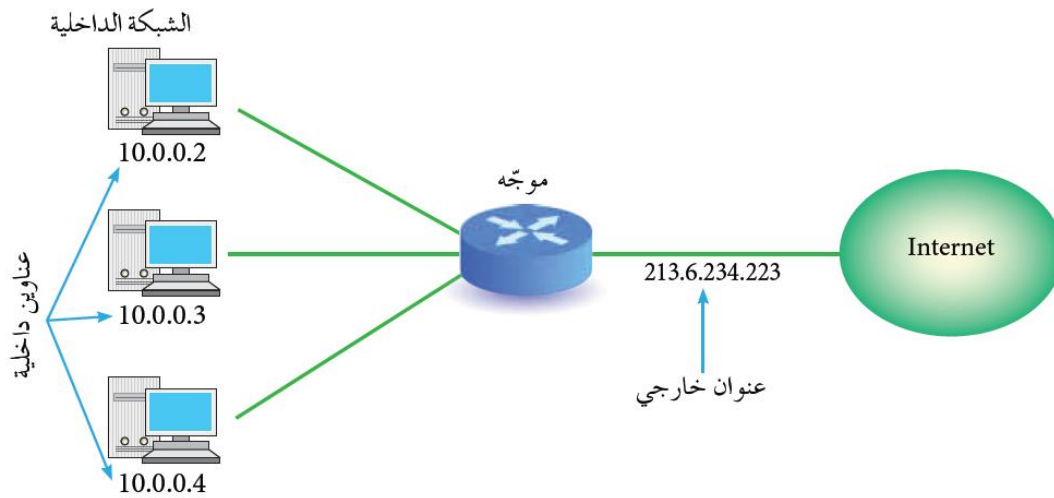 الشبكة الداخلية
10.0.0.2
موجّه
Internet
213.6.234.223
10.0.0.3
عناوين داخلية
عنوان خارجي
10.0.0.4